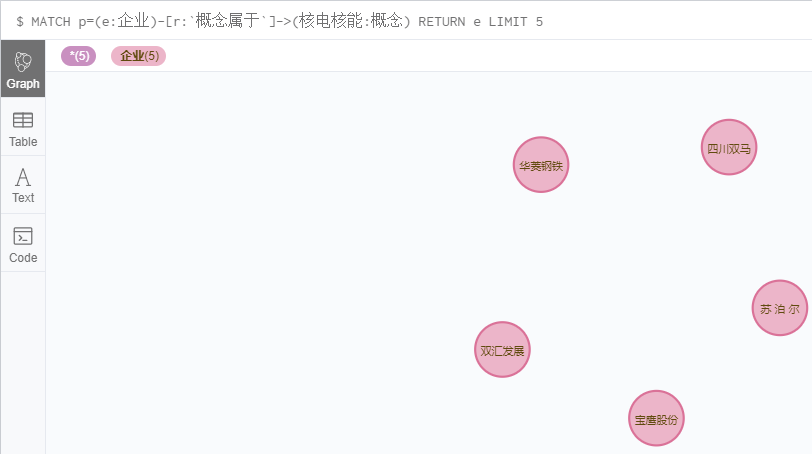 $ MATCH p=(e:企业)-[r:`概念属于`]->(核电核能:概念) RETURN e LIMIT 5
*(5) 企业(5)
Graph
Table
Text
Code
四川双马
华菱钢铁
苏 泊 尔
双汇发展
宝鹰股份